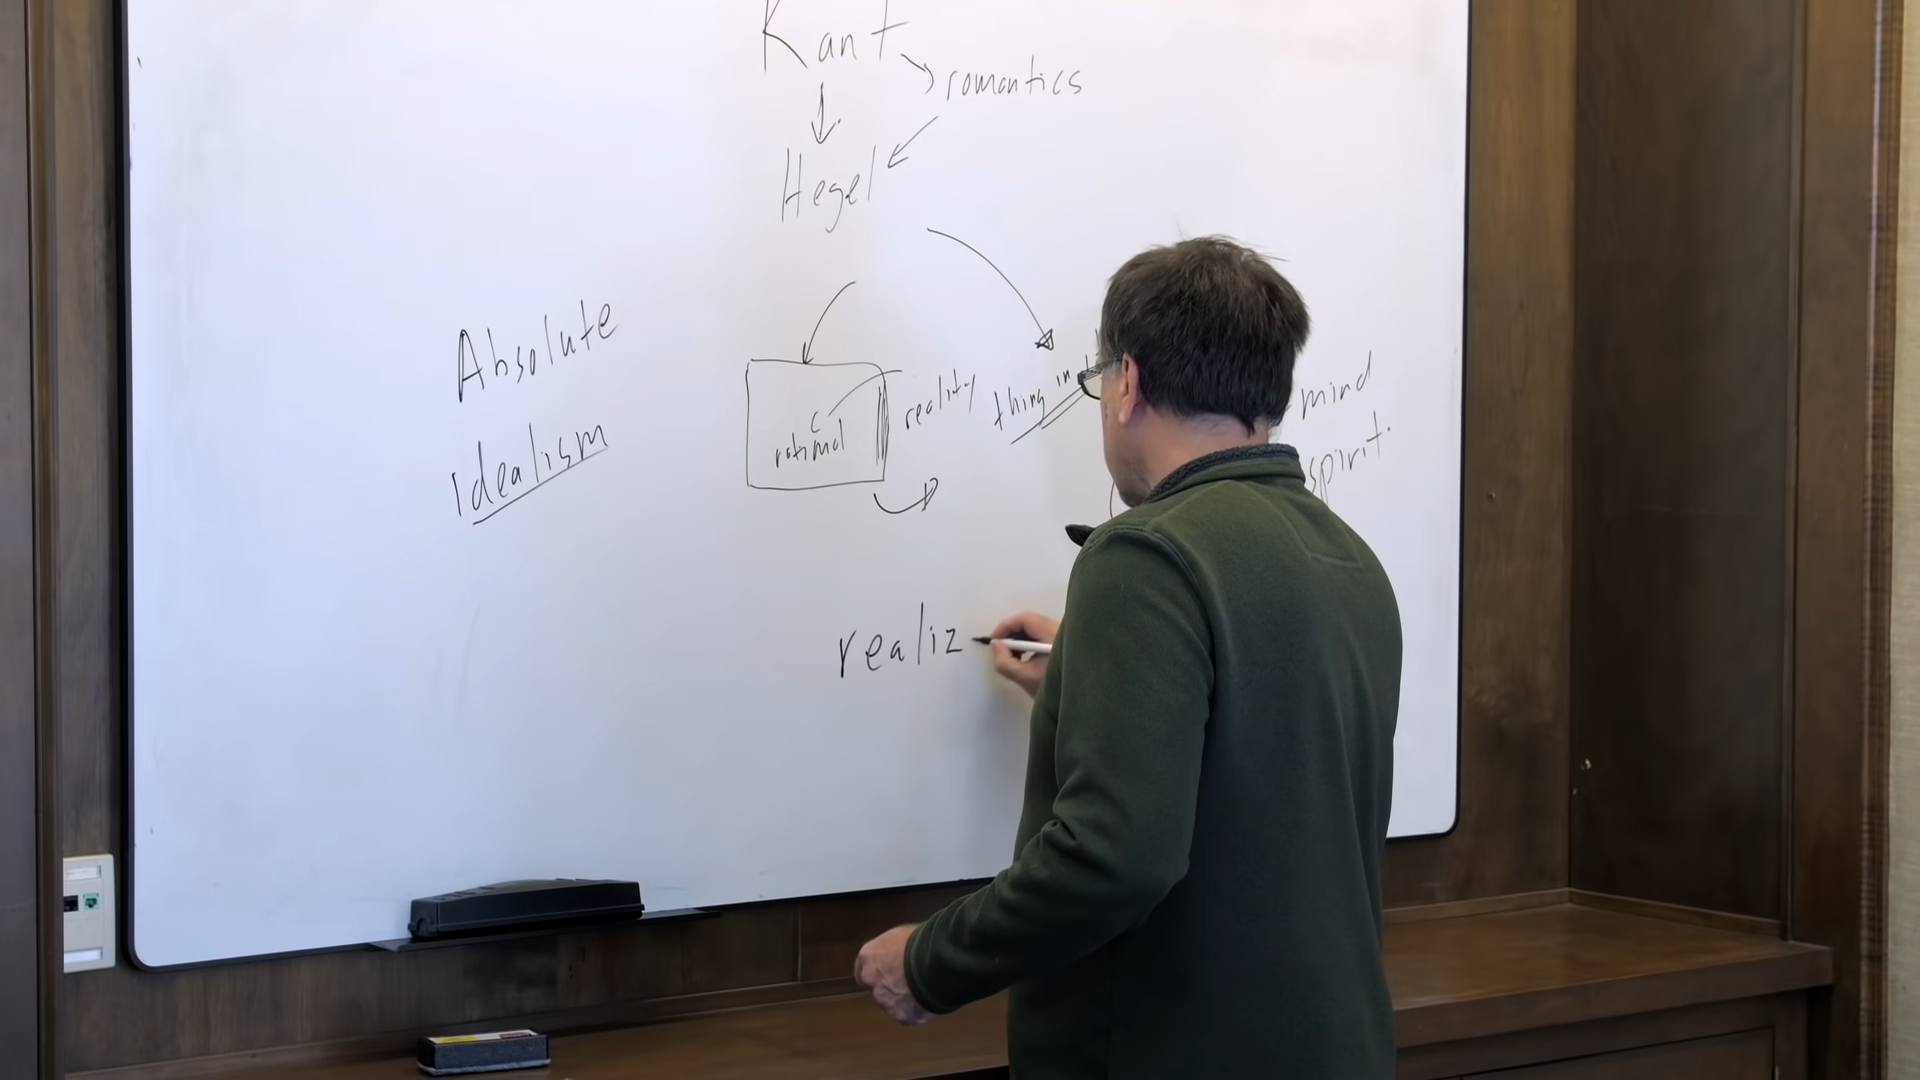 Kant
romantics
Hegel
Absolute
idealism
rational
reality
thing in
mind
spirit.
realiz